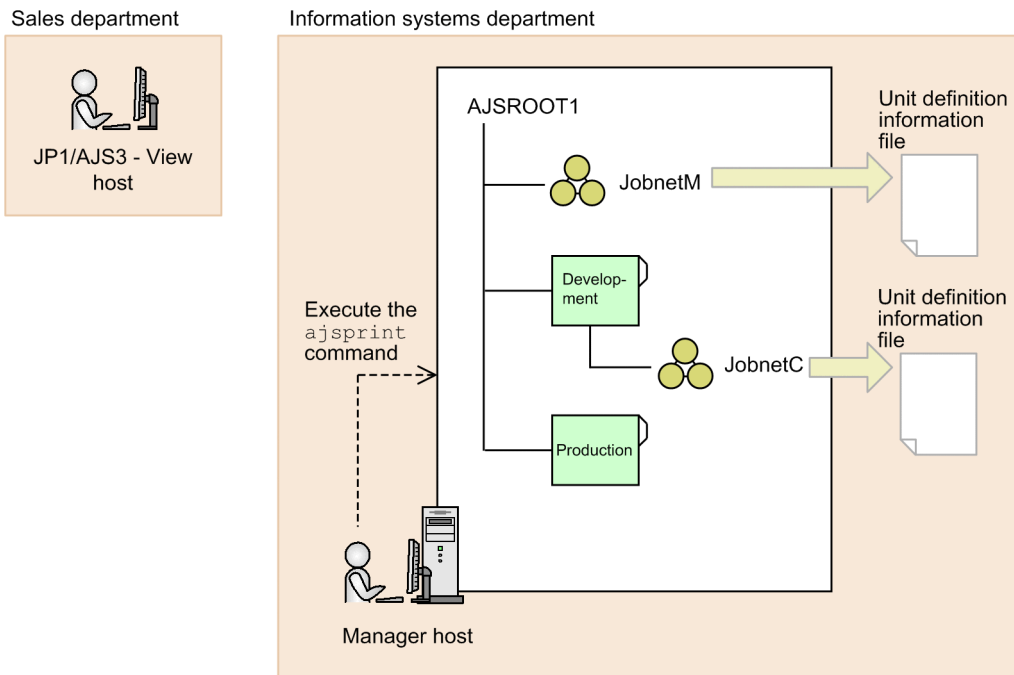 Sales department
JP1/AJS3 - View
host
Information systems department
AJSROOT1
JobnetM
Unit definition
information
file
Develop-
ment
JobnetC
Unit definition
information
file
Production
Execute the
ajsprint
command
Manager host